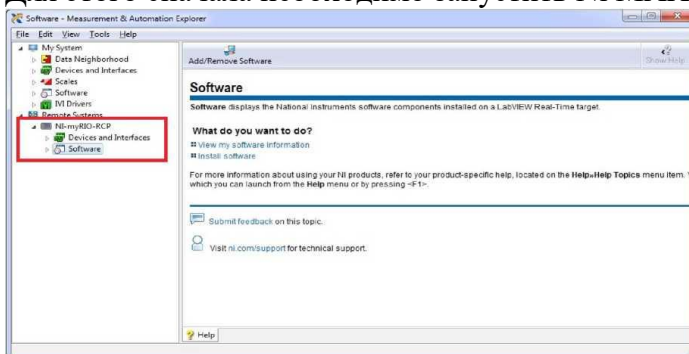 Software - Measurement & Automation Explorer
File Edit View Tools Help
My System
Data Neighborhood
Devices and Interfaces
Scales
Software
IVI Drivers
Remote Systems
NI-myRIO-RCP
Devices and Interfaces
Software
Add/Remove Software
Show Help
Software
Software displays the National Instruments software components installed on a LabVIEW Real-Time target.
What do you want to do?
View my software information
Install software
For more information about using your NI products, refer to your product-specific help, located on the Help»Help Topics menu item.
which you can launch from the Help menu or by pressing <F1>.
Submit feedback on this topic.
Visit ni.com/support for technical support.
Help